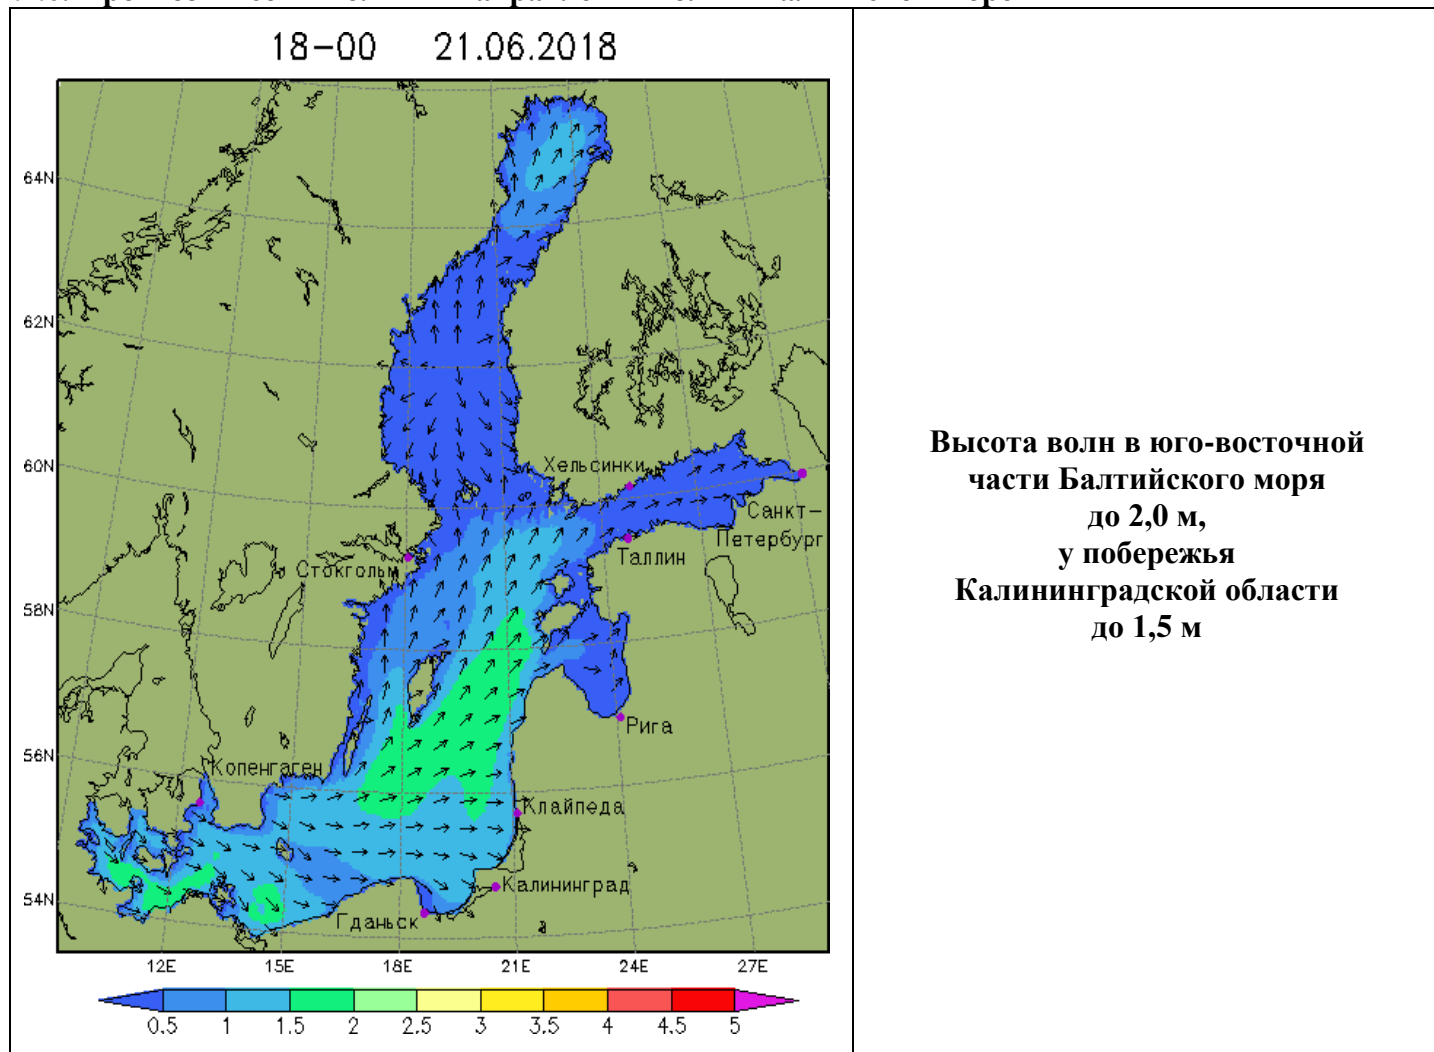 18-00 21.06.2018
64N
62N
60N
58N
56N
54N
Хельсинки
Санкт-
Петербург
Таллин
Стокгольм
Рига
Копенгаген
Клайпеда
Калининград
Гданьск
12E 15E 18E 21E 24E 27E
0.5 1 1.5 2 2.5 3 3.5 4 4.5 5
Высота волн в юго-восточной
части Балтийского моря
до 2,0 м,
у побережья
Калининградской области
до 1,5 м